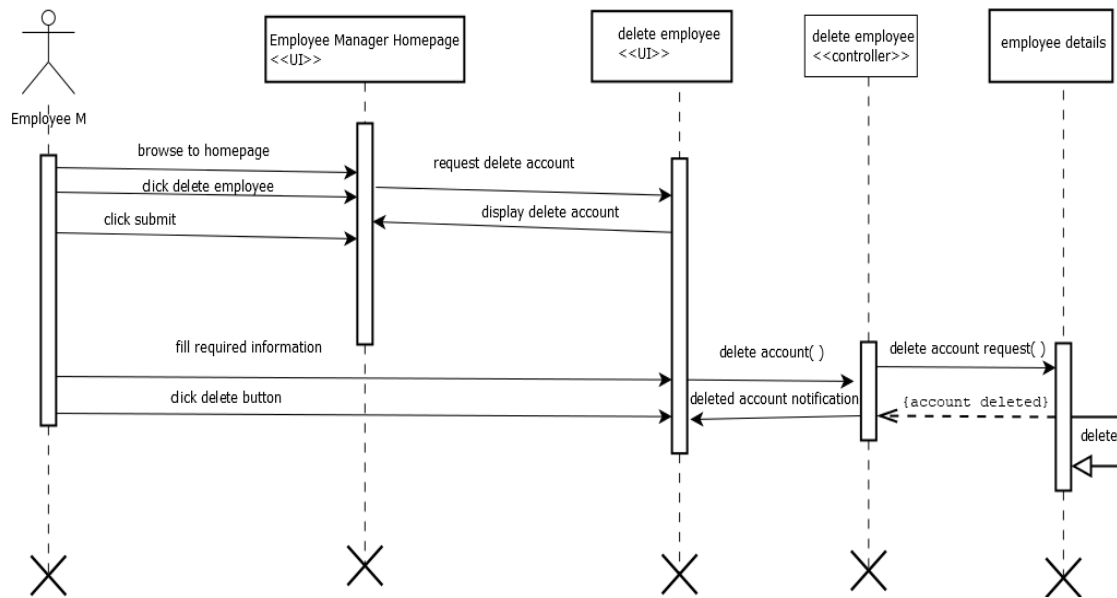 Employee Manager Homepage
<<UI>>
delete employee
<<UI>>
delete employee
<<controller>>
employee details
Employee M
browse to homepage
request delete account
click delete employee
display delete account
click submit
fill required information
delete account( )
delete account request( )
click delete button
deleted account notification
{account deleted}
delete